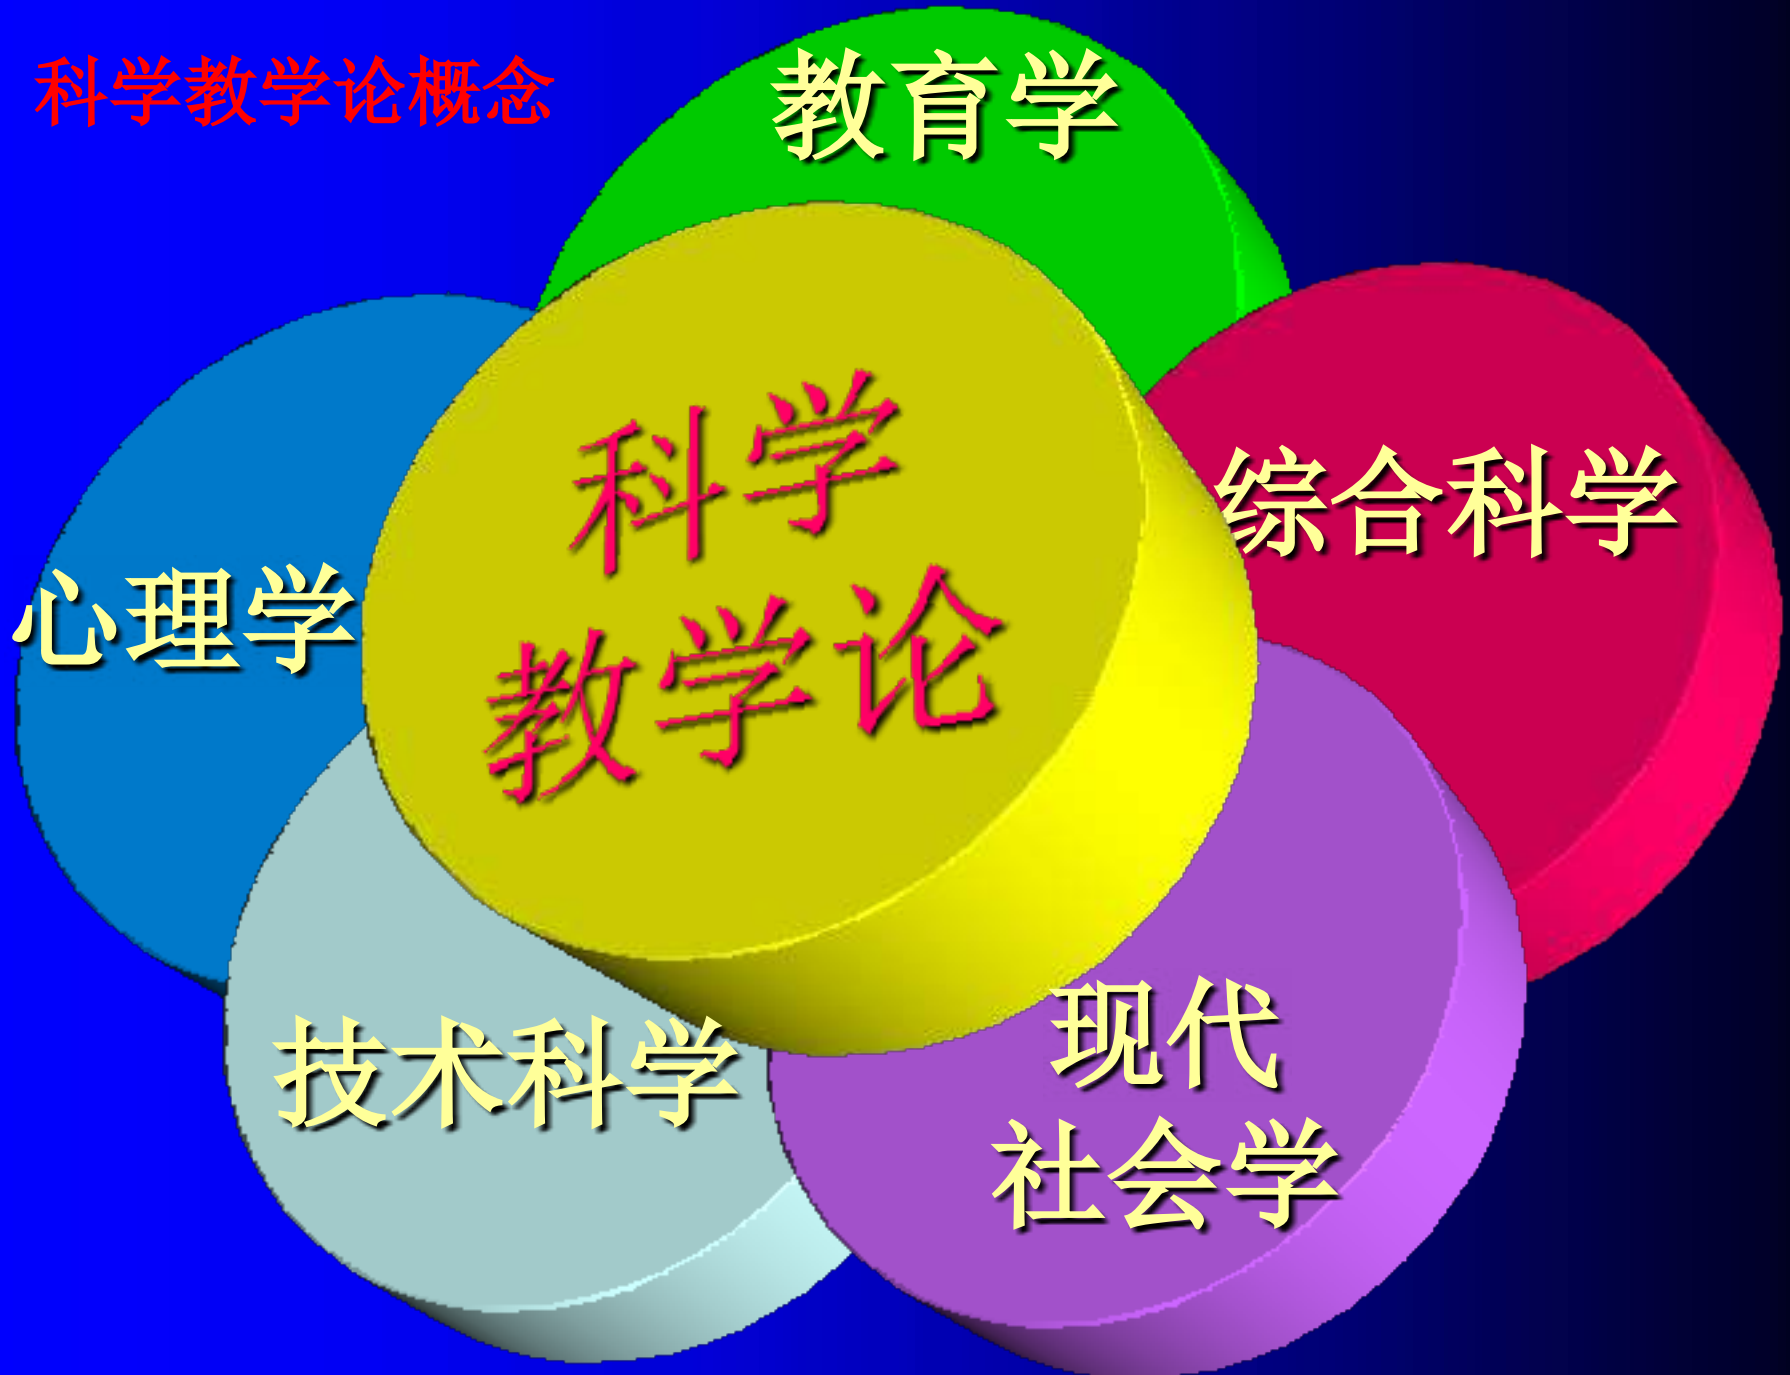 科学教学论概念
教育学
科学
教学论
综合科学
心理学
技术科学
现代
社会学